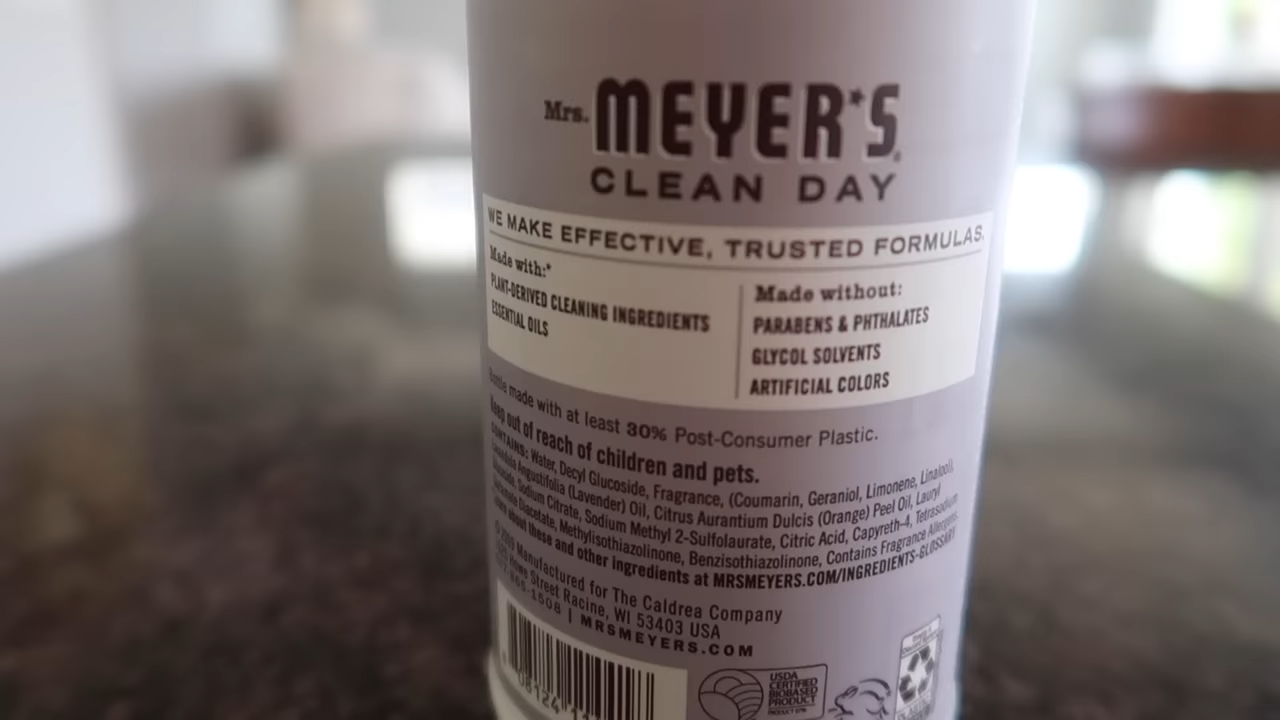 Mrs. MEYER'S
CLEAN DAY
WE MAKE EFFECTIVE, TRUSTED FORMULAS.
Made with:*
PLANT-DERIVED CLEANING INGREDIENTS
ESSENTIAL OILS
Made without:
PARABENS & PHTHALATES
GLYCOL SOLVENTS
ARTIFICIAL COLORS
Bottle made with at least 30% Post-Consumer Plastic.
Keep out of reach of children and pets.
CONTAINS: Water, Decyl Glucoside, Fragrance, (Coumarin, Geraniol, Limonene, Linalool),
Lavandula Angustifolia (Lavender) Oil, Citrus Aurantium Dulcis (Orange) Peel Oil, Lauryl
Glucoside, Sodium Citrate, Sodium Methyl 2-Sulfolaurate, Citric Acid, Capryeth-4, Tetrasodium
Diacetate, Methylisothiazolinone, Benzisothiazolinone, Contains Fragrance Allergens.
about these and other ingredients at MRSMEYERS.COM/INGREDIENTS-GLOSSARY
Manufactured for The Caldrea Company
Howe Street Racine, WI 53403 USA
1508 | MRSMEYERS.COM
USDA
CERTIFIED
BIOBASED
PRODUCT